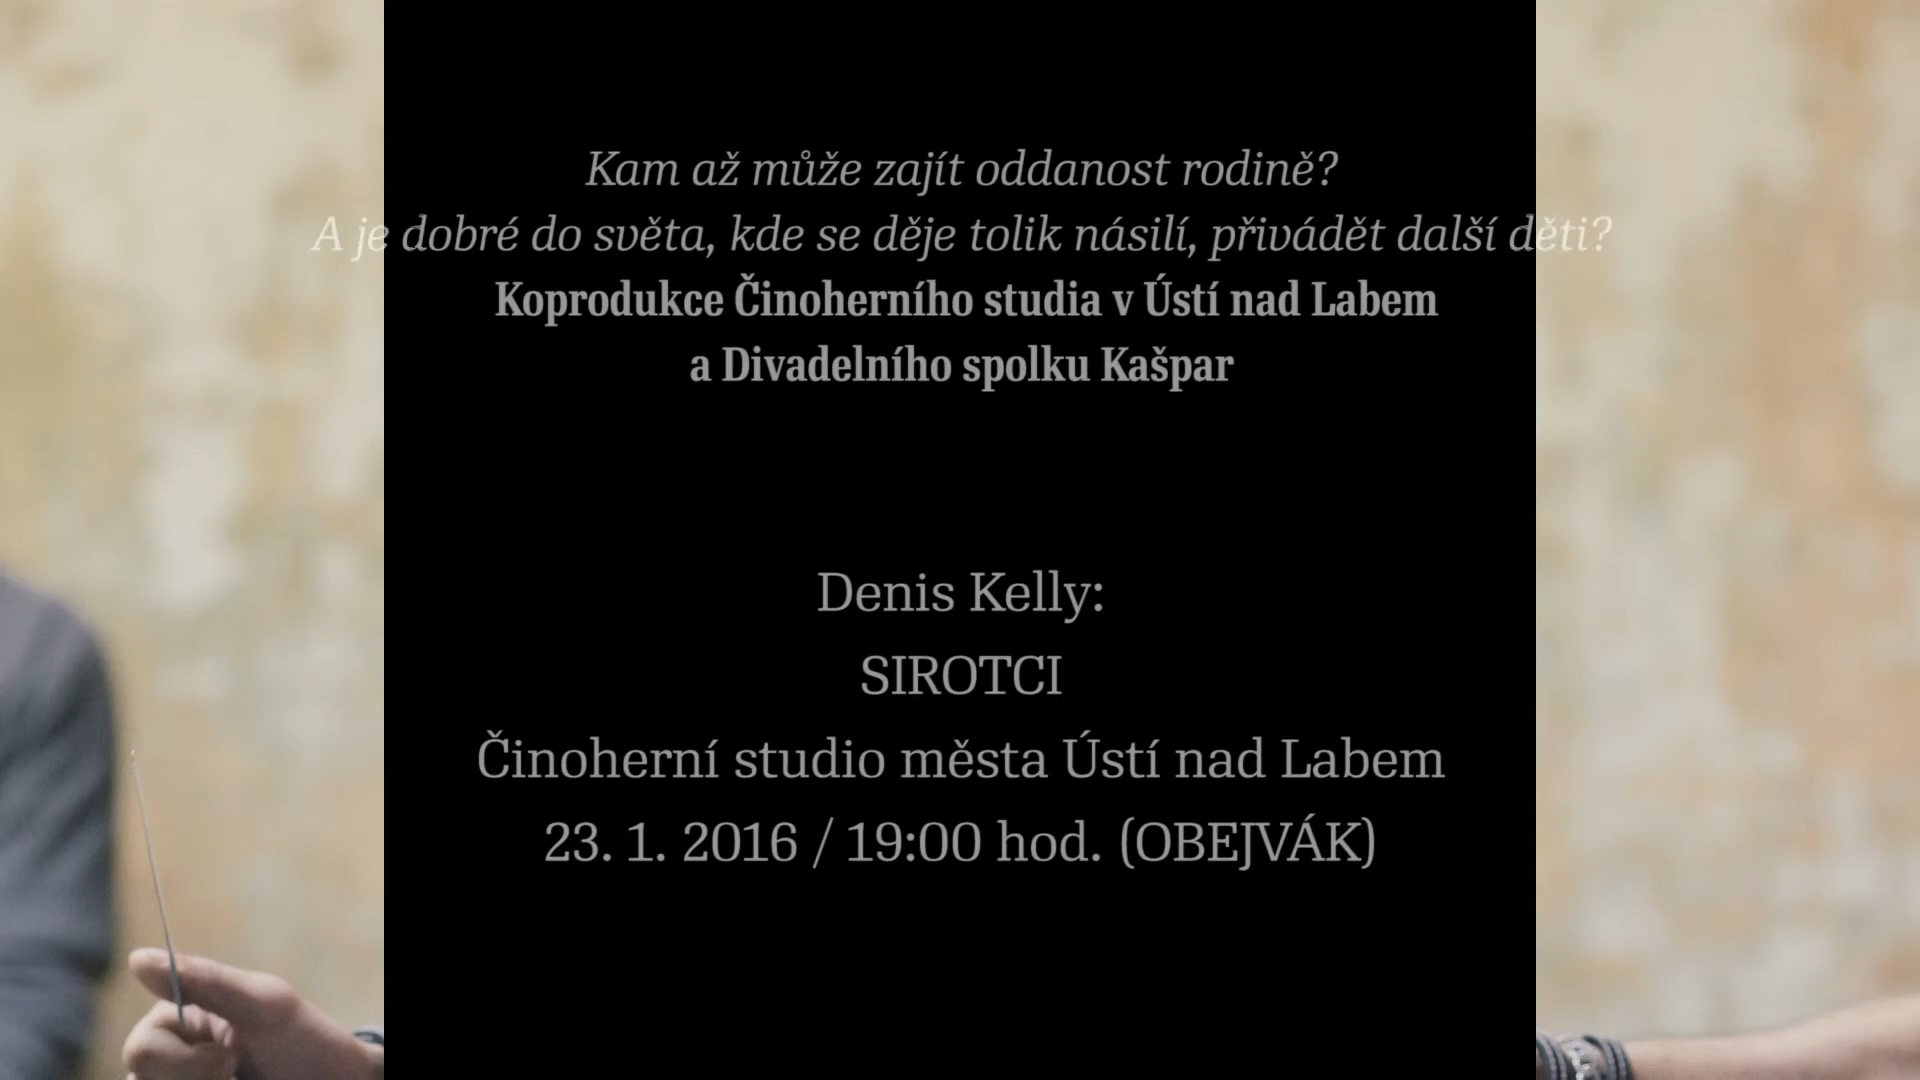 Kam až může zajít oddanost rodině?
A je dobré do světa, kde se děje tolik násilí, přivádět další děti?
Koprodukce Činoherního studia v Ústí nad Labem
a Divadelního spolku Kašpar
Denis Kelly:
SIROTCI
Činoherní studio města Ústí nad Labem
23. 1. 2016 / 19:00 hod. (OBEJVÁK)